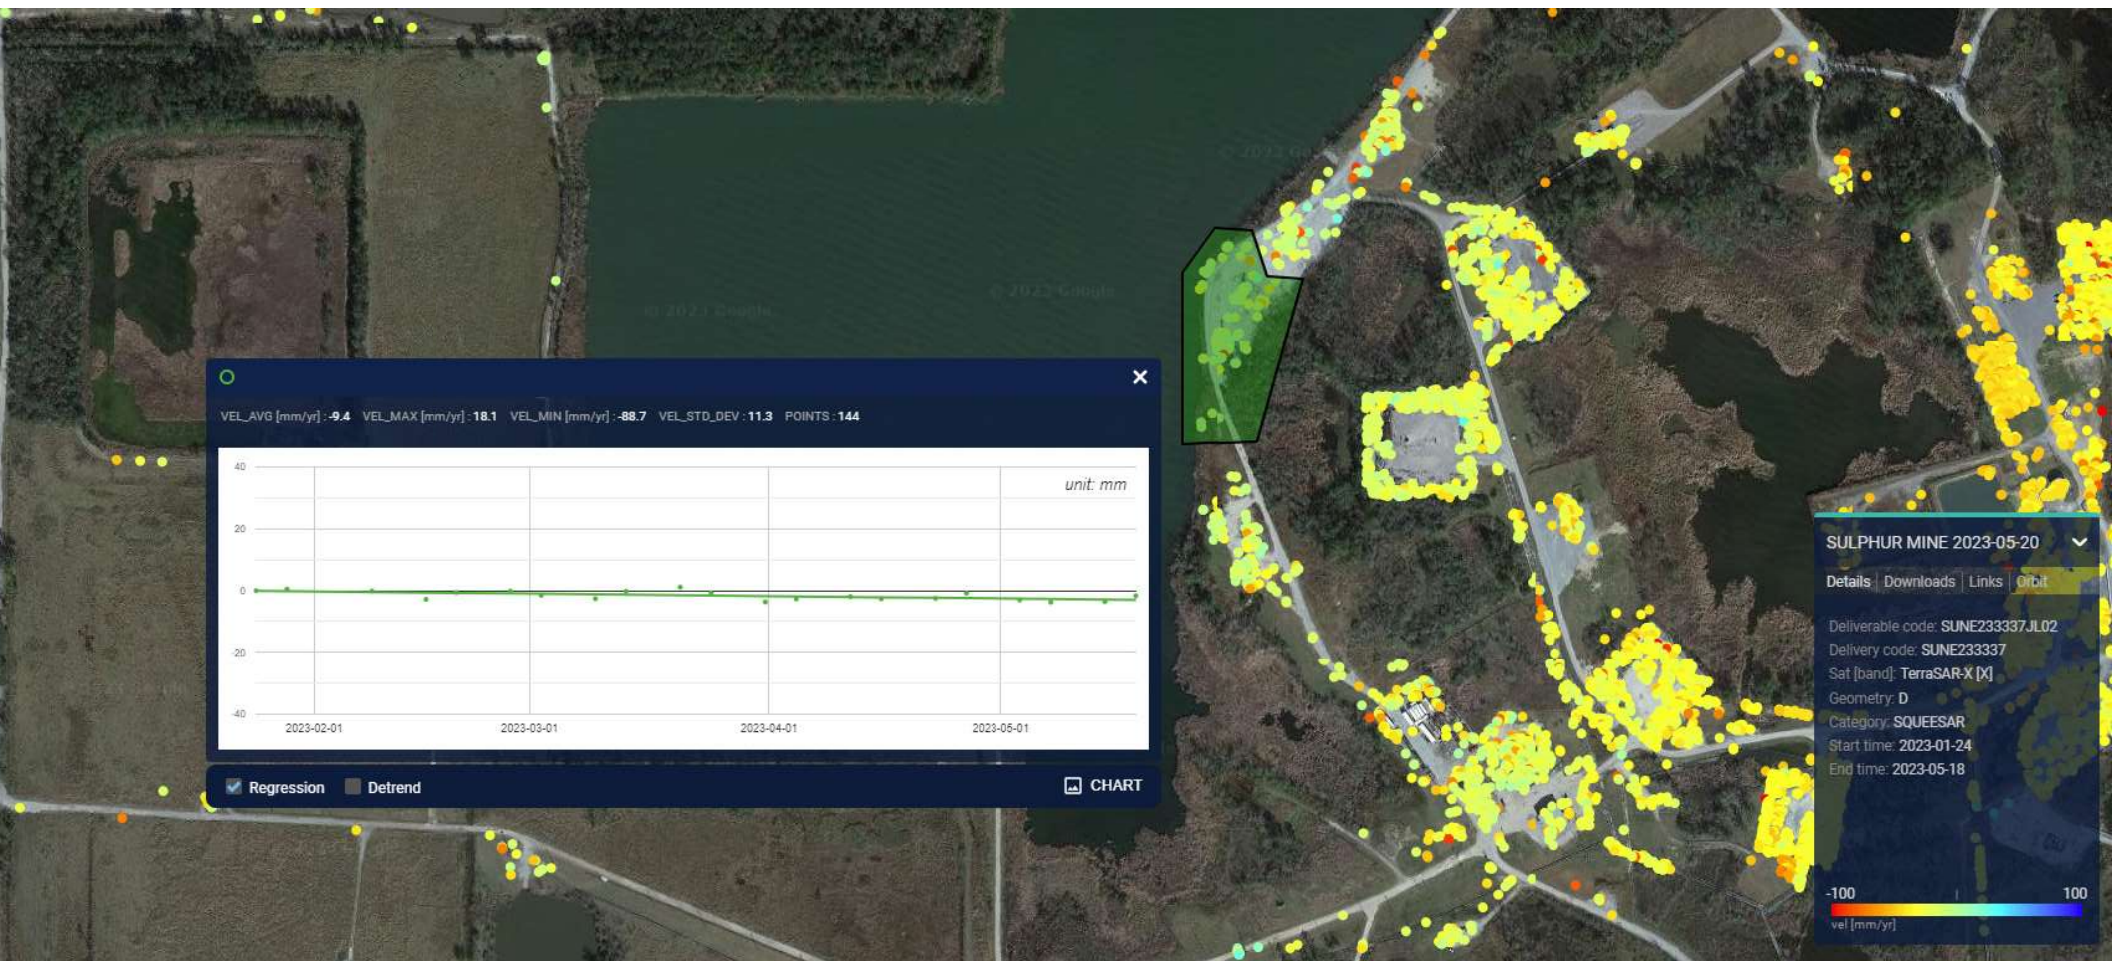 © 2023 Google
© 2023 Google
VEL_AVG [mm/yr] : -9.4 VEL_MAX [mm/yr] : 18.1 VEL_MIN [mm/yr] : -88.7 VEL_STD_DEV : 11.3 POINTS : 144
unit: mm
40
20
0
-20
-40
2023-02-01 2023-03-01 2023-04-01 2023-05-01
Regression Detrend CHART
SULPHUR MINE 2023-05-20
Details Downloads Links Orbit
Deliverable code: SUNE233337JL02
Delivery code: SUNE233337
Sat [band]: TerraSAR-X [X]
Geometry: D
Category: SQUEESAR
Start time: 2023-01-24
End time: 2023-05-18
-100 100
vel [mm/yr]